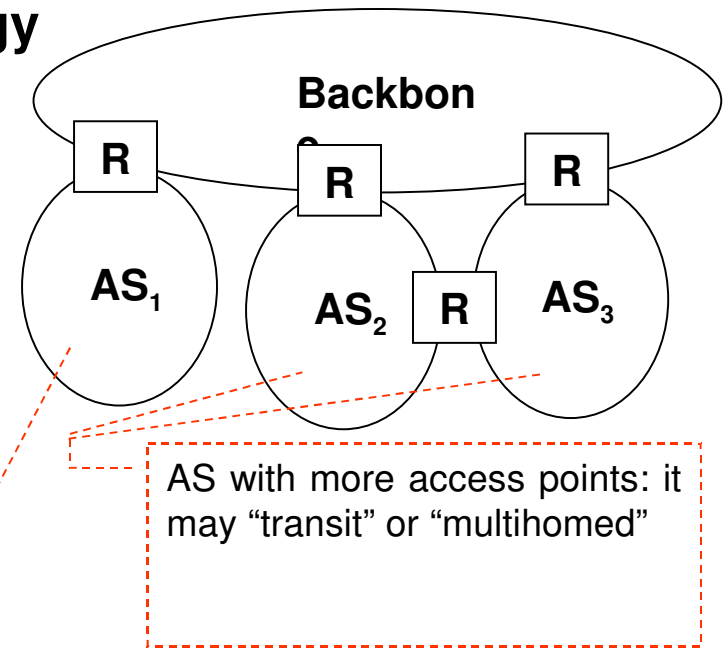 gy
Backbon
R
R
R
AS1
AS2
R
AS3
AS with more access points: it
may “transit” or “multihomed”